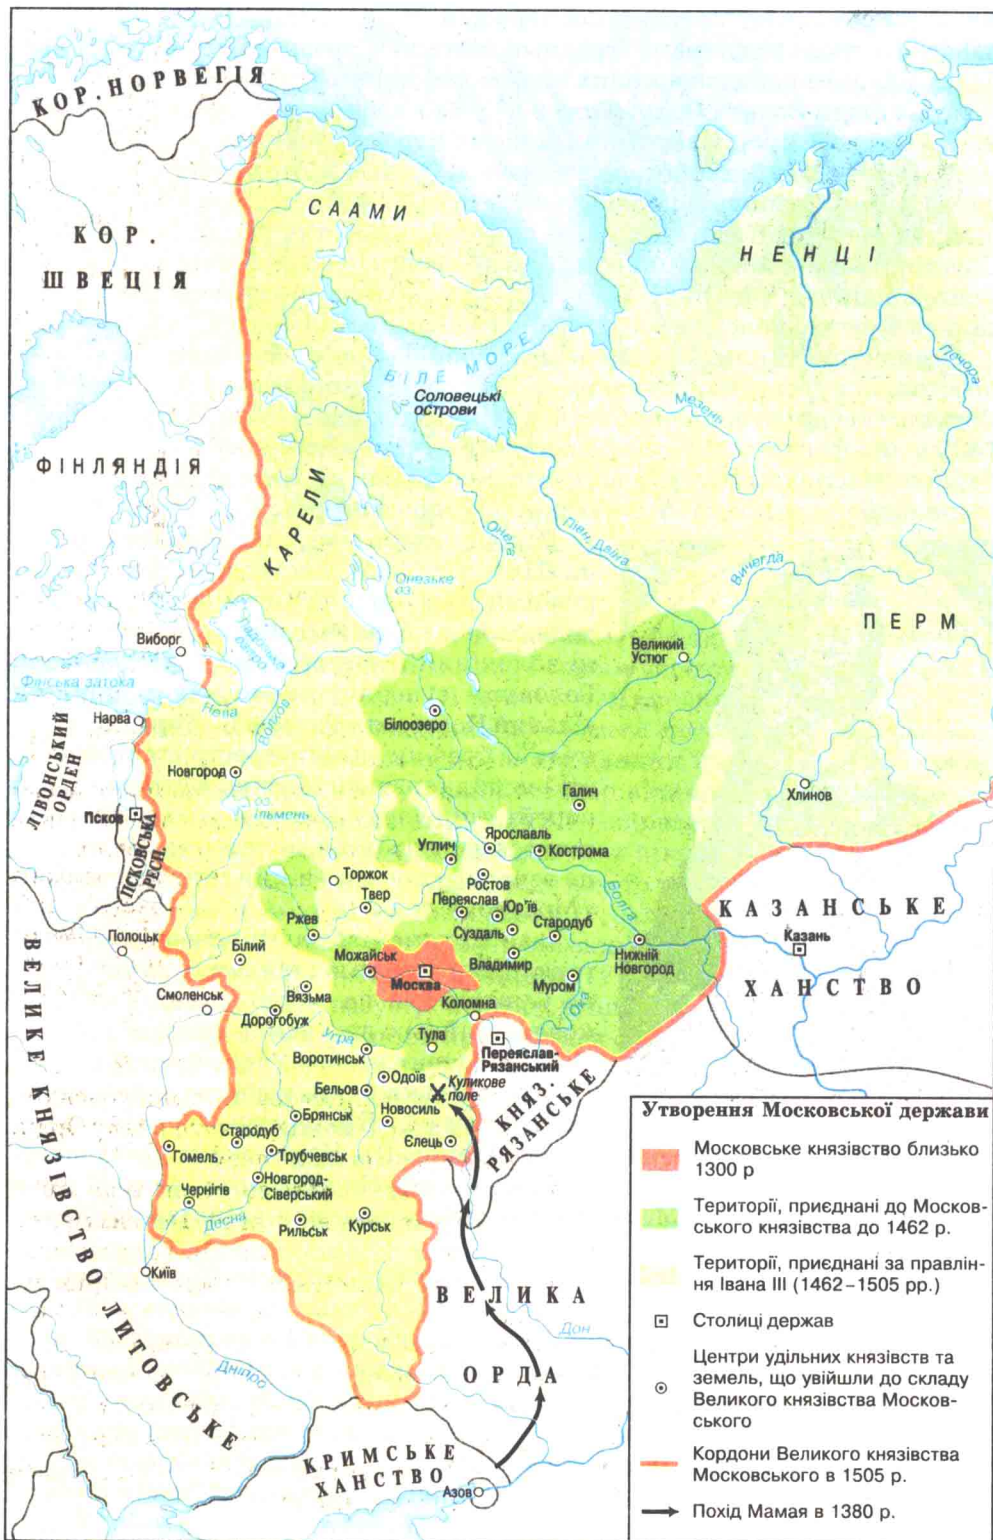 КОР. НОРВЕГІЯ
СААМИ
КОР.
ШВЕЦІЯ
НЕНЦІ
Печора
БІЛЕ МОРЕ
Соловецькі
острови
Мезень
ФІНЛЯНДІЯ
КАРЕЛИ
Онега
Півн. Двіна
Вичегда
Онезьке
оз.
ПЕРМ
Виборг
Великий
Устюг
Фінська затока
Нарва
Нева
Волхов
Білоозеро
ЛІВОНСЬКИЙ
ОРДЕН
Новгород
оз.
Ільмень
Галич
Хлинов
Псков
ПСКОВСЬКА
РЕСП.
Углич
Ярославль
Кострома
Торжок
Ростов
Твер
Переяслав
Юр'їв
Волга
Ржев
Суздаль
Стародуб
КАЗАНСЬКЕ
Казань
ХАНСТВО
Полоцьк
Білий
Можайськ
Москва
Владимир
Нижній
Новгород
Муром
Смоленськ
Вязьма
Дорогобуж
Коломна
Ока
Угра
Тула
Воротинськ
Переяслав-
Рязанський
КНЯЗ.
РЯЗАНСЬКЕ
Одоїв
Бельов
Куликове
поле
Брянськ
Новосиль
Стародуб
Гомель
Трубчевськ
Єлець
Новгород-
Сіверський
Чернігів
Десна
Рильськ
Курськ
Київ
ВЕЛИКЕ КНЯЗІВСТВО ЛИТОВСЬКЕ
ВЕЛИКА
ОРДА
Дон
Дніпро
КРИМСЬКЕ
ХАНСТВО
Азов
Утворення Московської держави
Московське князівство близько
1300 р
Території, приєднані до Москов-
ського князівства до 1462 р.
Території, приєднані за правлін-
ня Івана III (1462–1505 рр.)
Столиці держав
Центри удільних князівств та
земель, що увійшли до складу
Великого князівства Москов-
ського
Кордони Великого князівства
Московського в 1505 р.
Похід Мамая в 1380 р.